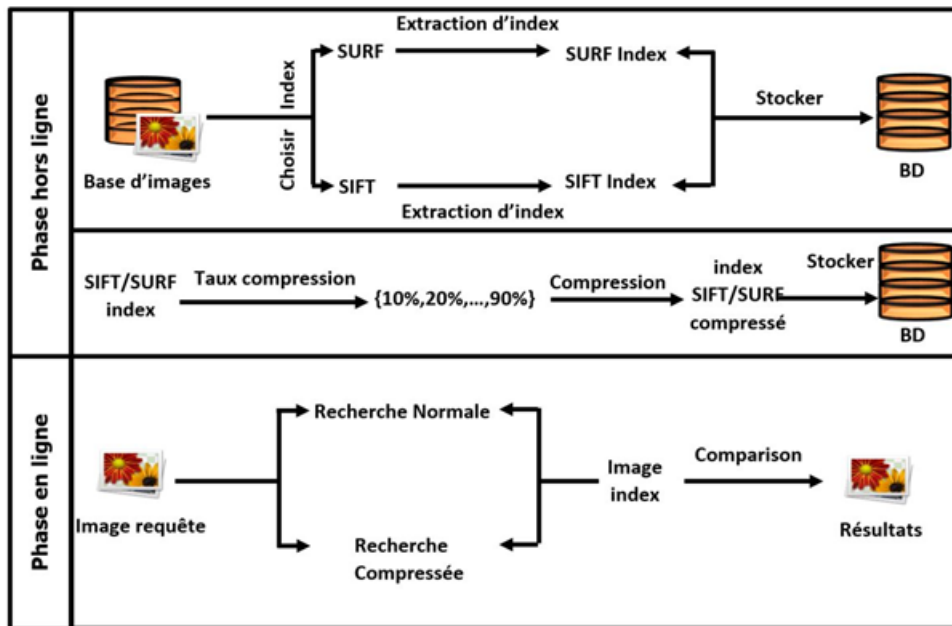 Phase hors ligne
Extraction d'index
SURF
SURF Index
Index
Choisir
Stocker
Base d'images
SIFT
SIFT Index
BD
Extraction d'index
SIFT/SURF
index
Taux compression
{10%,20%,...,90%}
Compression
index
SIFT/SURF
compressé
Stocker
BD
Phase en ligne
Recherche Normale
Image requête
Image
index
Comparison
Résultats
Recherche
Compressée